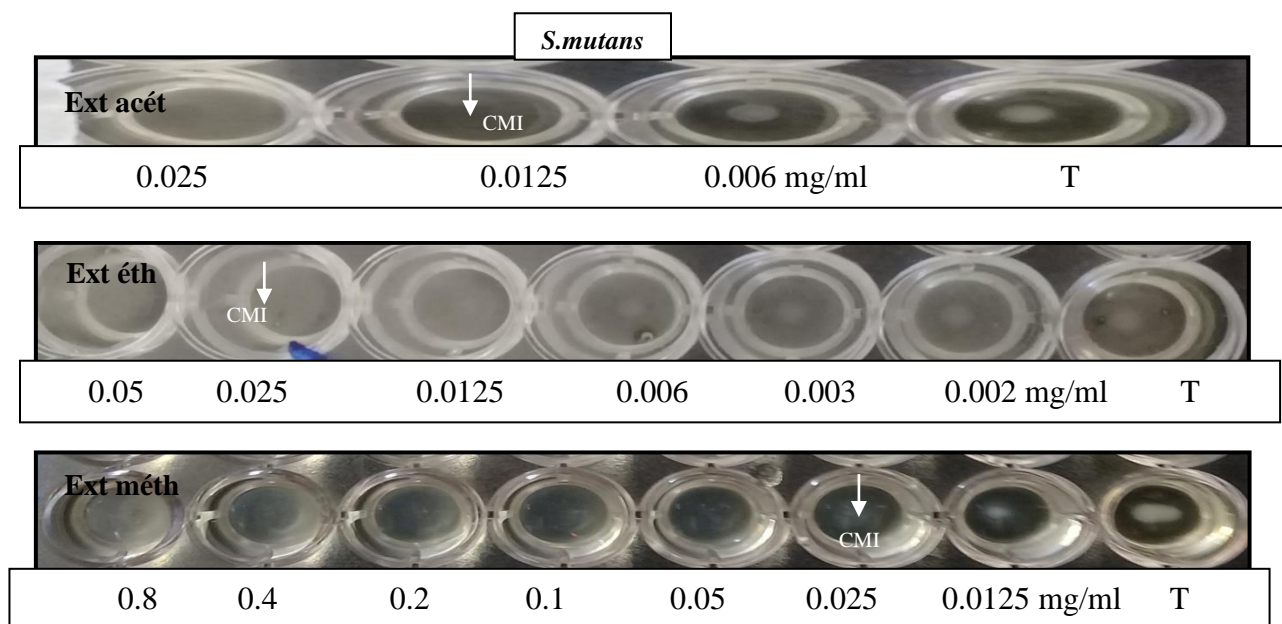 S.mutans
Ext acét
CMI
0.025 0.0125 0.006 mg/ml T
Ext éth
CMI
0.05 0.025 0.0125 0.006 0.003 0.002 mg/ml T
Ext méth
CMI
0.8 0.4 0.2 0.1 0.05 0.025 0.0125 mg/ml T